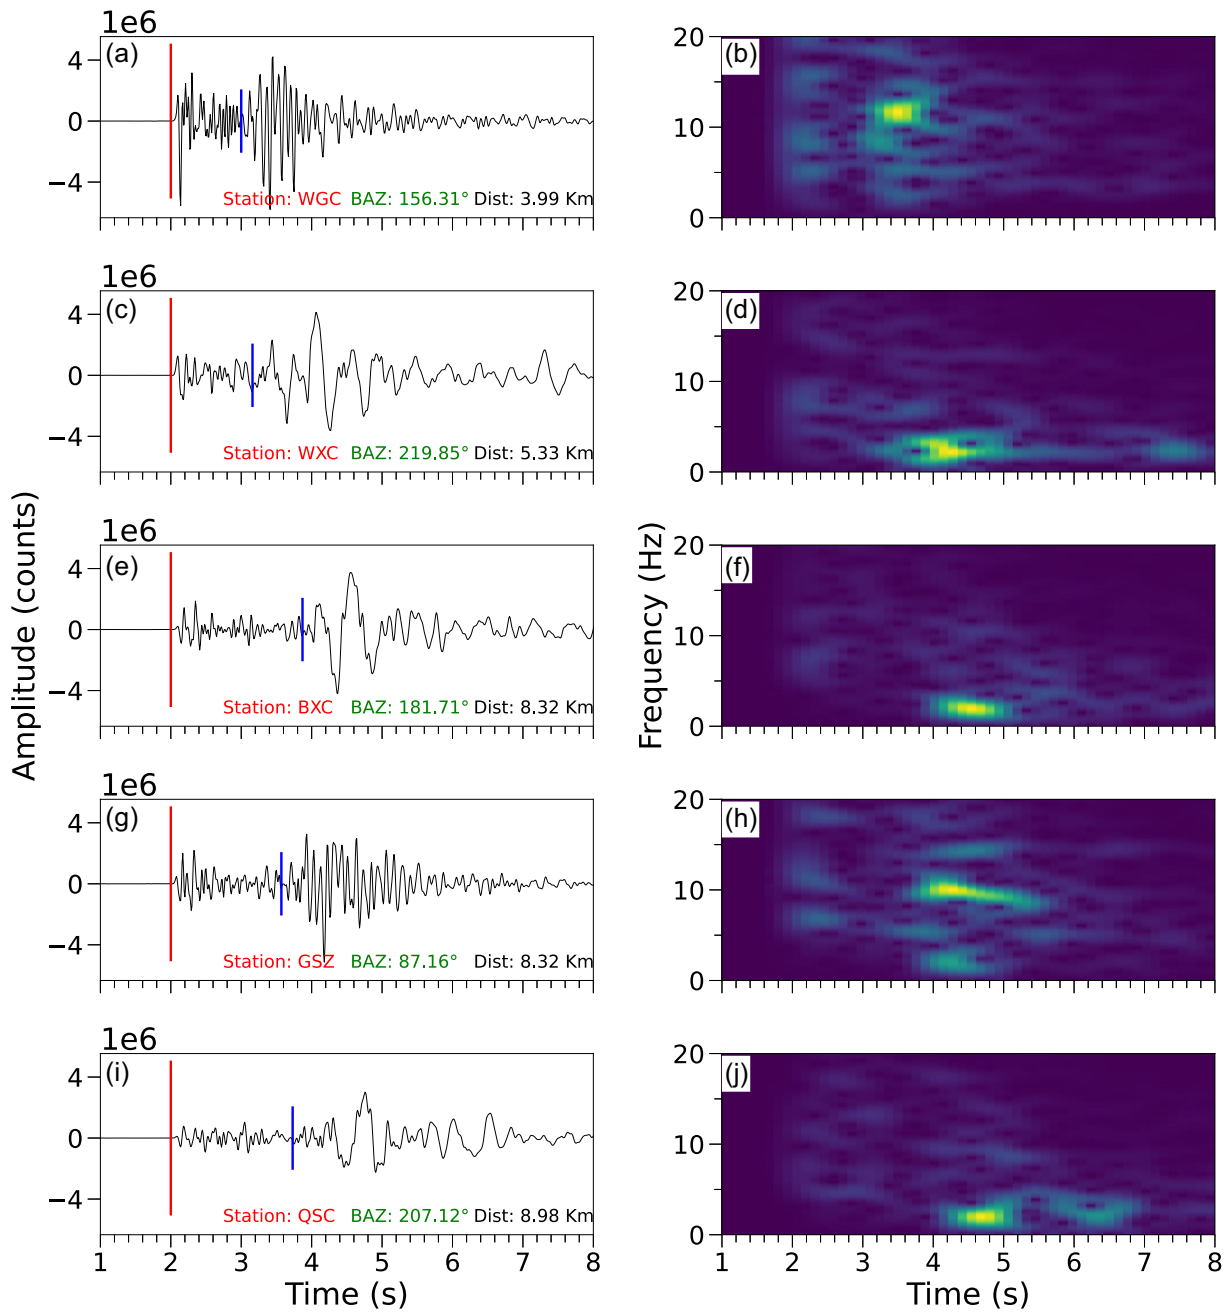 1e6
(a)
4
0
−4
Station: WGC BAZ: 156.31° Dist: 3.99 Km
(b)
20
10
0
1e6
(c)
4
0
−4
Station: WXC BAZ: 219.85° Dist: 5.33 Km
(d)
20
10
0
1e6
(e)
4
0
−4
Station: BXC BAZ: 181.71° Dist: 8.32 Km
(f)
20
10
0
1e6
(g)
4
0
−4
Station: GSZ BAZ: 87.16° Dist: 8.32 Km
(h)
20
10
0
1e6
(i)
4
0
−4
Station: QSC BAZ: 207.12° Dist: 8.98 Km
1 2 3 4 5 6 7 8
Time (s)
Amplitude (counts)
(j)
20
10
0
1 2 3 4 5 6 7 8
Time (s)
Frequency (Hz)